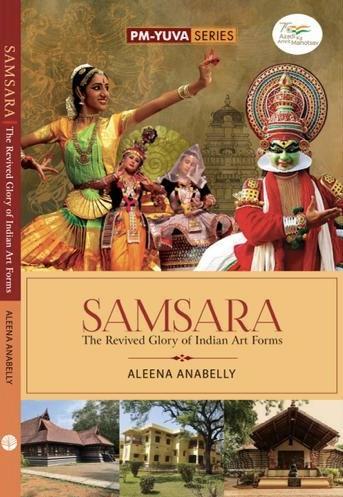 SAMSARA The Revived Glory of Indian Art Forms
ALEENA ANABELLY
PM-YUVA SERIES
Azadi Ka
Amrit Mahotsav
SAMSARA
The Revived Glory of Indian Art Forms
ALEENA ANABELLY